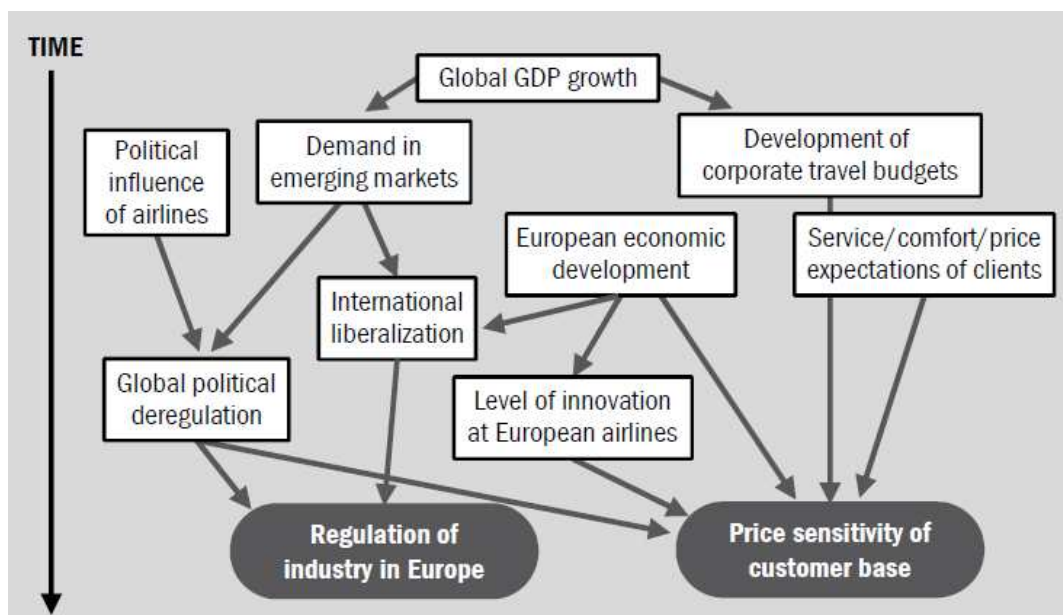 TIME
Global GDP growth
Political
influence
of airlines
Demand in
emerging markets
Development of
corporate travel budgets
European economic
development
Service/comfort/price
expectations of clients
International
liberalization
Global political
deregulation
Level of innovation
at European airlines
Regulation of
industry in Europe
Price sensitivity of
customer base